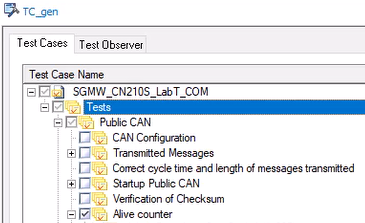 TC_gen
Test Cases Test Observer
Test Case Name
SGMW_CN210S_LabT_COM
Tests
Public CAN
CAN Configuration
Transmitted Messages
Correct cycle time and length of messages transmitted
Startup Public CAN
Verification of Checksum
Alive counter